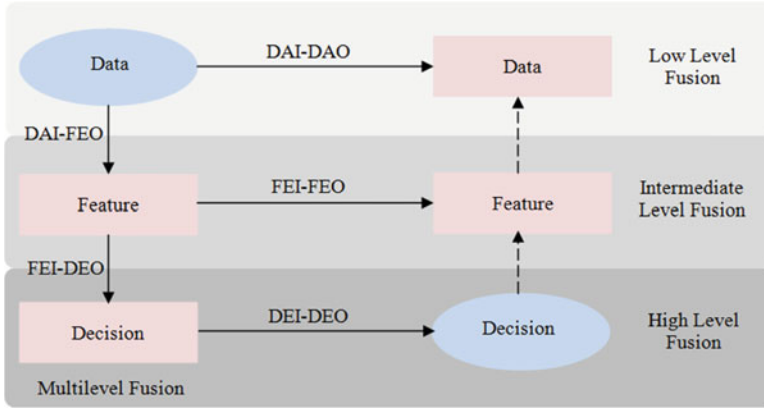 Data
DAI-DAO
Data
Low Level
Fusion
DAI-FEO
Feature
FEI-FEO
Feature
Intermediate
Level Fusion
FEI-DEO
Decision
DEI-DEO
Decision
High Level
Fusion
Multilevel Fusion